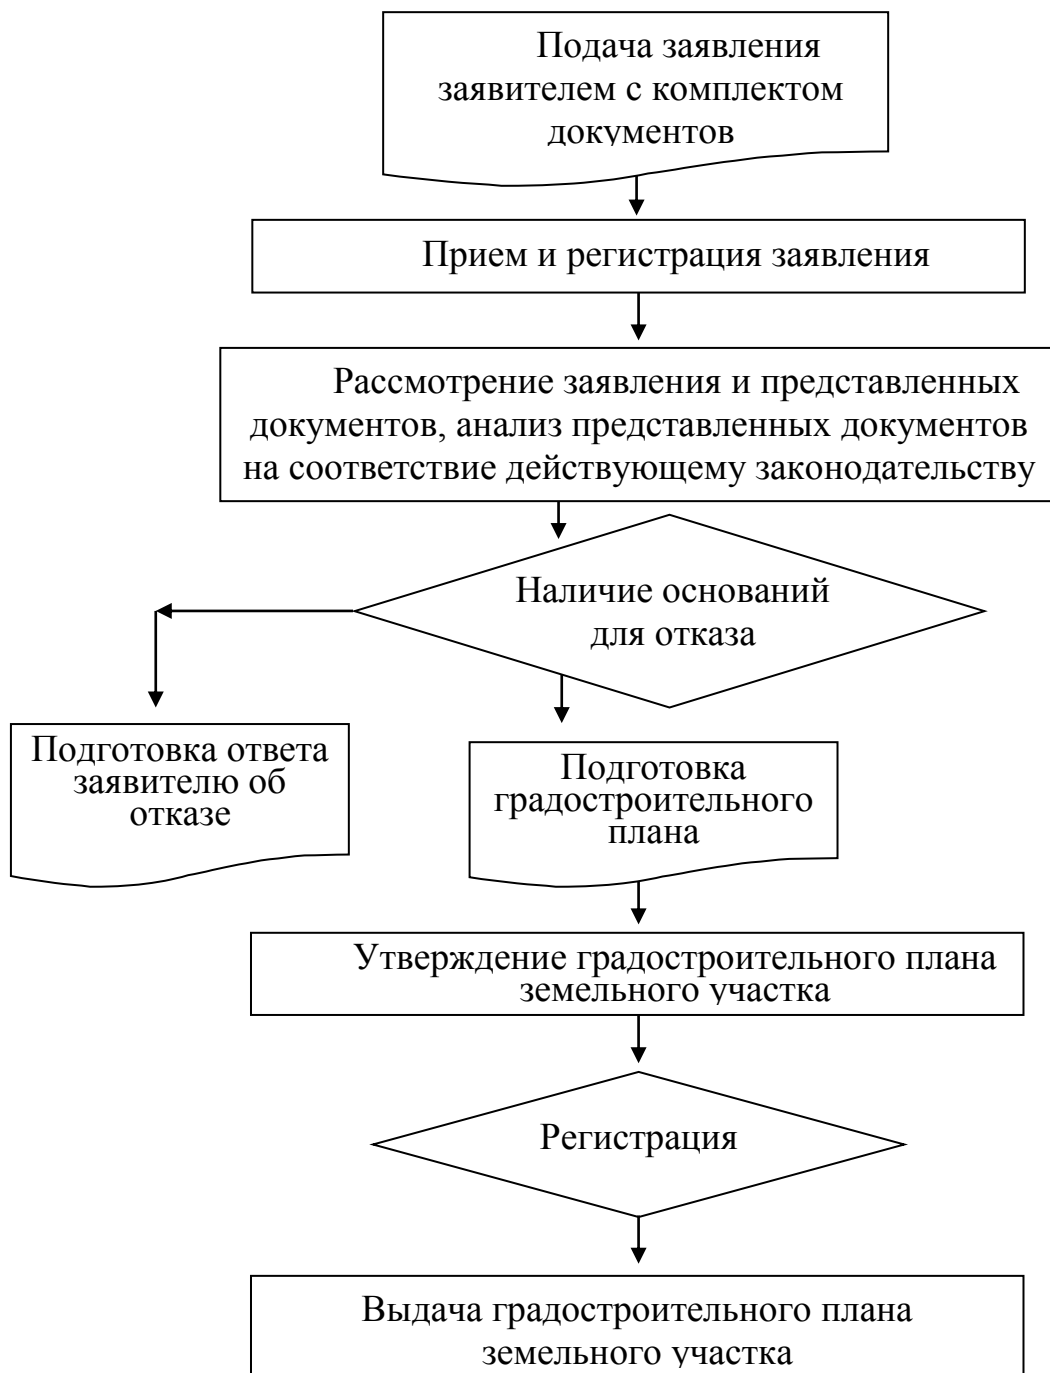 Подача заявления
заявителем с комплектом
документов
Прием и регистрация заявления
Рассмотрение заявления и представленных
документов, анализ представленных документов
на соответствие действующему законодательству
Наличие оснований
для отказа
Подготовка ответа
заявителю об
отказе
Подготовка
градостроительного
плана
Утверждение градостроительного плана
земельного участка
Регистрация
Выдача градостроительного плана
земельного участка